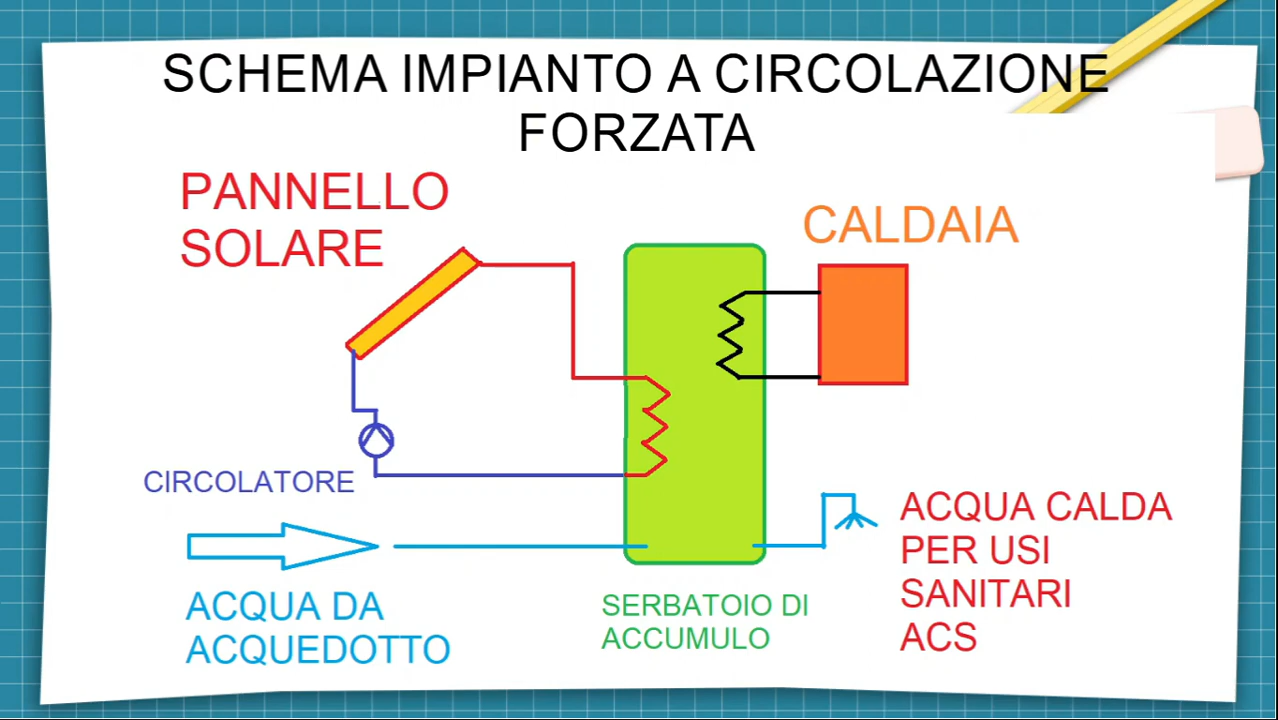 SCHEMA IMPIANTO A CIRCOLAZIONE
FORZATA
PANNELLO
SOLARE
CALDAIA
CIRCOLATORE
ACQUA DA
ACQUEDOTTO
SERBATOIO DI
ACCUMULO
ACQUA CALDA
PER USI
SANITARI
ACS